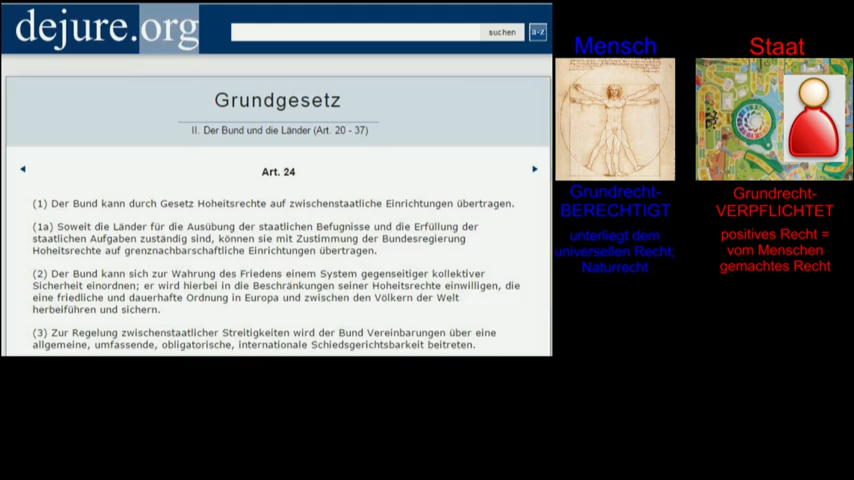 dejure.org
suchen
a-z
Grundgesetz
II. Der Bund und die Länder (Art. 20 - 37)
Art. 24
(1) Der Bund kann durch Gesetz Hoheitsrechte auf zwischenstaatliche Einrichtungen übertragen.
(1a) Soweit die Länder für die Ausübung der staatlichen Befugnisse und die Erfüllung der
staatlichen Aufgaben zuständig sind, können sie mit Zustimmung der Bundesregierung
Hoheitsrechte auf grenznachbarschaftliche Einrichtungen übertragen.
(2) Der Bund kann sich zur Wahrung des Friedens einem System gegenseitiger kollektiver
Sicherheit einordnen; er wird hierbei in die Beschränkungen seiner Hoheitsrechte einwilligen, die
eine friedliche und dauerhafte Ordnung in Europa und zwischen den Völkern der Welt
herbeiführen und sichern.
(3) Zur Regelung zwischenstaatlicher Streitigkeiten wird der Bund Vereinbarungen über eine
allgemeine, umfassende, obligatorische, internationale Schiedsgerichtsbarkeit beitreten.
Mensch
Grundrecht-
BERECHTIGT
unterliegt dem
universellen Recht;
Naturrecht
Staat
Grundrecht-
VERPFLICHTET
positives Recht =
vom Menschen
gemachtes Recht